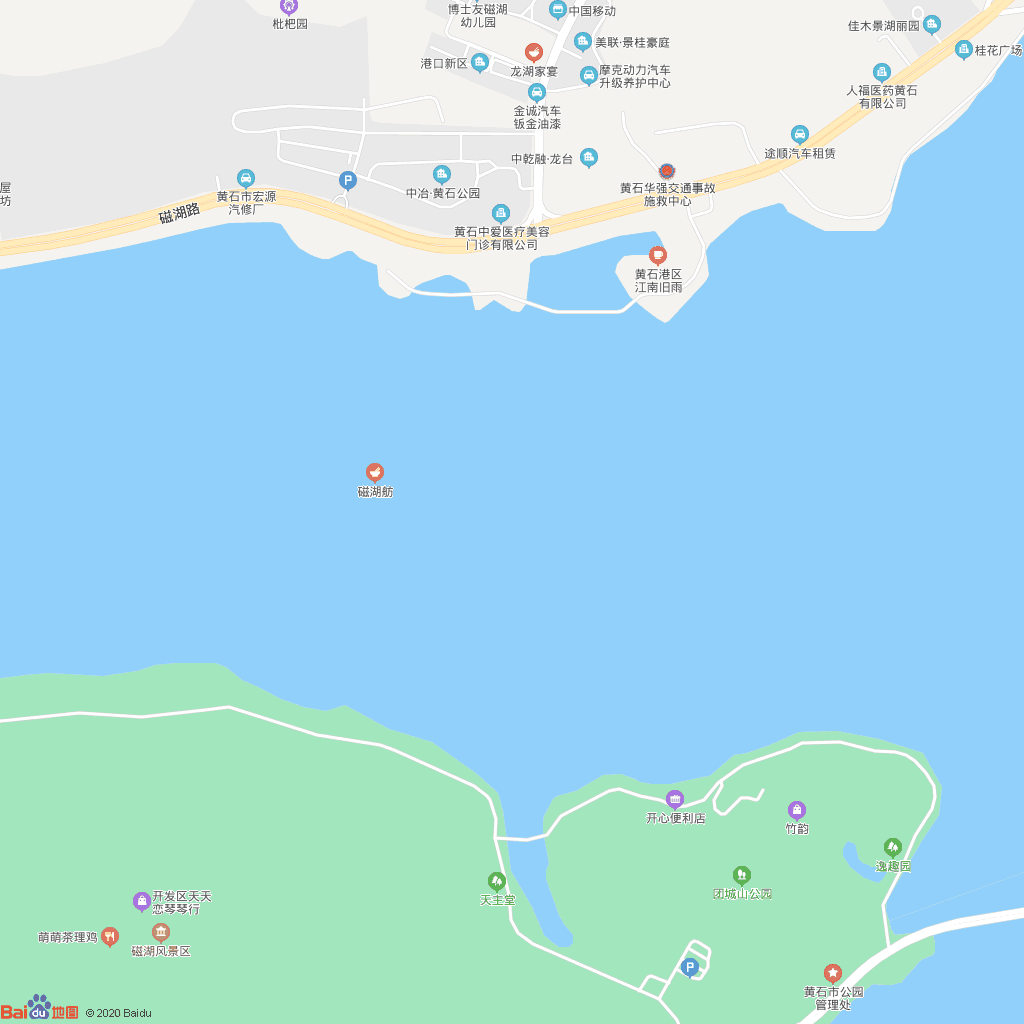 枇杷园
博士友磁湖
幼儿园
中国移动
佳木景湖丽园
美联·景桂豪庭
桂花广场
港口新区
龙湖家宴
摩克动力汽车
升级养护中心
人福医药黄石
有限公司
金诚汽车
钣金油漆
途顺汽车租赁
中乾融·龙台
屋
坊
P
中冶·黄石公园
黄石华强交通事故
施救中心
黄石市宏源
汽修厂
磁湖路
黄石中爱医疗美容
门诊有限公司
黄石港区
江南旧雨
磁湖舫
开心便利店
竹韵
逸趣园
天主堂
团城山公园
开发区天天
恋琴琴行
萌萌茶理鸡
磁湖风景区
P
黄石市公园
管理处
Bai du 地图 © 2020 Baidu